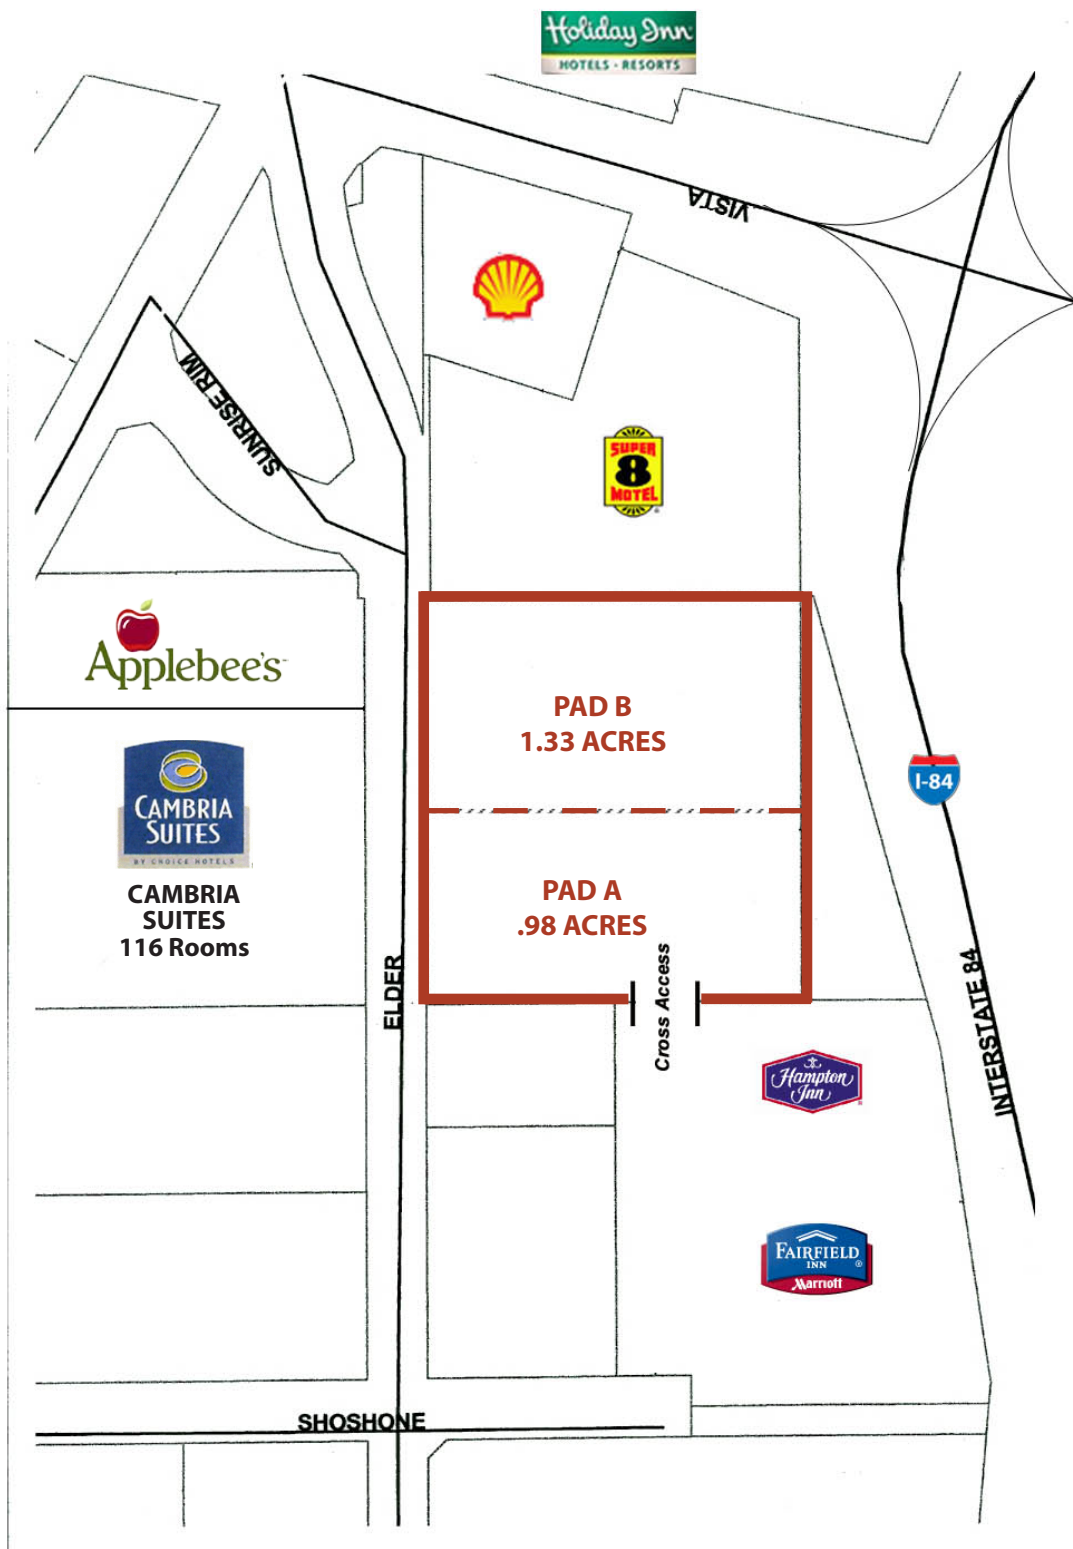 Holiday Inn
HOTELS · RESORTS
VISTA
SUNRISE RIM
SUPER
8
MOTEL
Applebee's
PAD B
1.33 ACRES
I-84
CAMBRIA
SUITES
BY CHOICE HOTELS
CAMBRIA
SUITES
116 Rooms
PAD A
.98 ACRES
Cross Access
ELDER
INTERSTATE 84
Hampton
Inn
FAIRFIELD
INN
Marriott
SHOSHONE